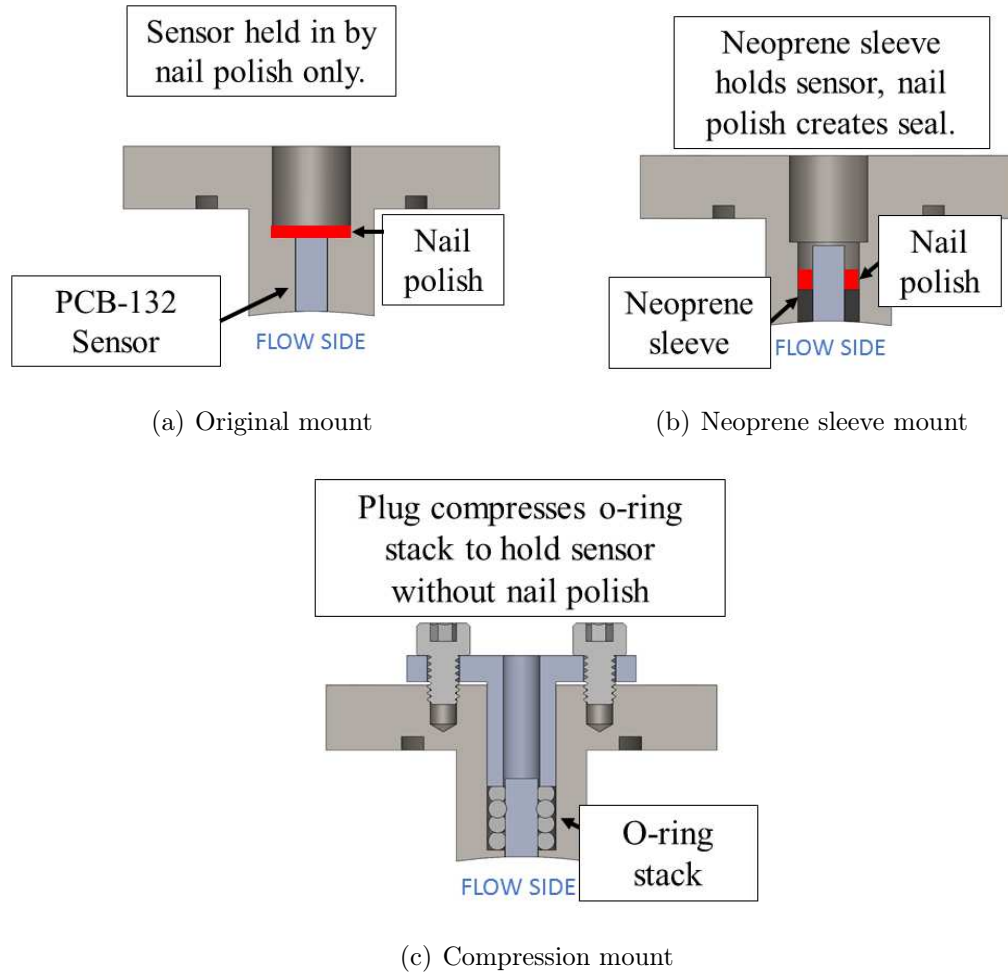 Sensor held in by
nail polish only.
Nail
polish
PCB-132
Sensor
FLOW SIDE
(a) Original mount
Neoprene sleeve
holds sensor, nail
polish creates seal.
Nail
polish
Neoprene
sleeve
FLOW SIDE
(b) Neoprene sleeve mount
Plug compresses o-ring
stack to hold sensor
without nail polish
O-ring
stack
FLOW SIDE
(c) Compression mount